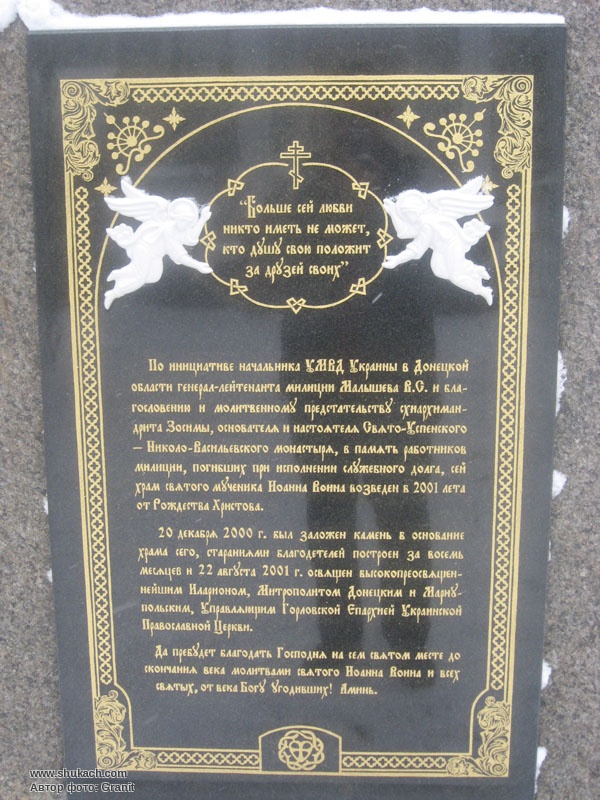 "Больше сей любви
никто иметь не может,
кто душу свои положит
за друзей своих"
По инициативе начальника УМВД Украины в Донецкой
области генерал-лейтенанта милиции Малышева В.С. и вла-
гословению и молитвенному предстательству схиархиман-
дрита Зосимы, основателя и настоятеля Свято-Успенского
– Николо-Васильевского монастыря, в память работников
милиции, погибших при исполнении служебного долга, сей
храм святого мученика Иоанна Воина возведен в 2001 лета
от Рождества Христова.
20 декабря 2000 г. был заложен камень в основание
храма сего, стараниями благодетелей построен за восемь
месяцев и 22 августа 2001 г. освящен высокопреосвящен-
нейшим Иларионом, Митрополитом Донецким и Мариу-
польским, Управляющим Горловской Епархией Украинской
Православной Церкви.
Да пребудет благодать Господня на сем святом месте до
скончания века молитвами святого Иоанна Воина и всех
святых, от века Богу угодивших! Аминь.
www.shukach.com
Автор фото: Granit